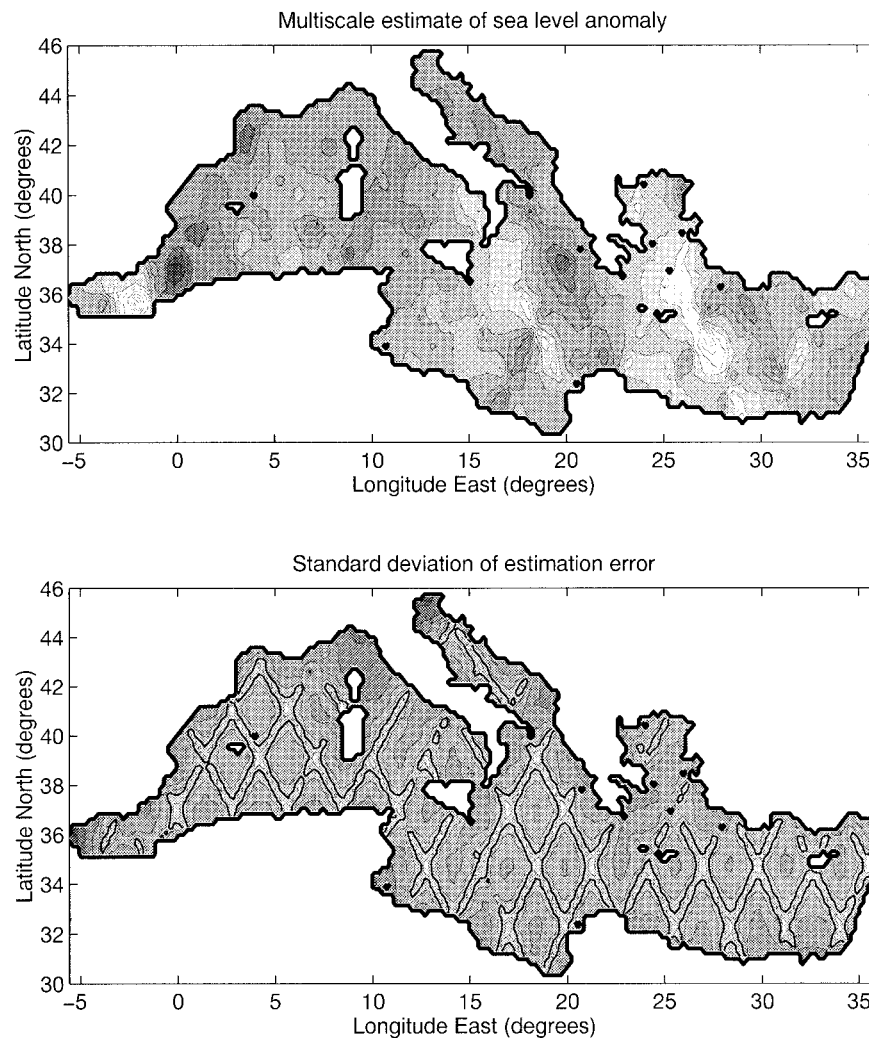 Multiscale estimate of sea level anomaly
46
44
42
40
38
36
34
32
30
Latitude North (degrees)
−5 0 5 10 15 20 25 30 35
Longitude East (degrees)
Standard deviation of estimation error
46
44
42
40
38
36
34
32
30
Latitude North (degrees)
−5 0 5 10 15 20 25 30 35
Longitude East (degrees)